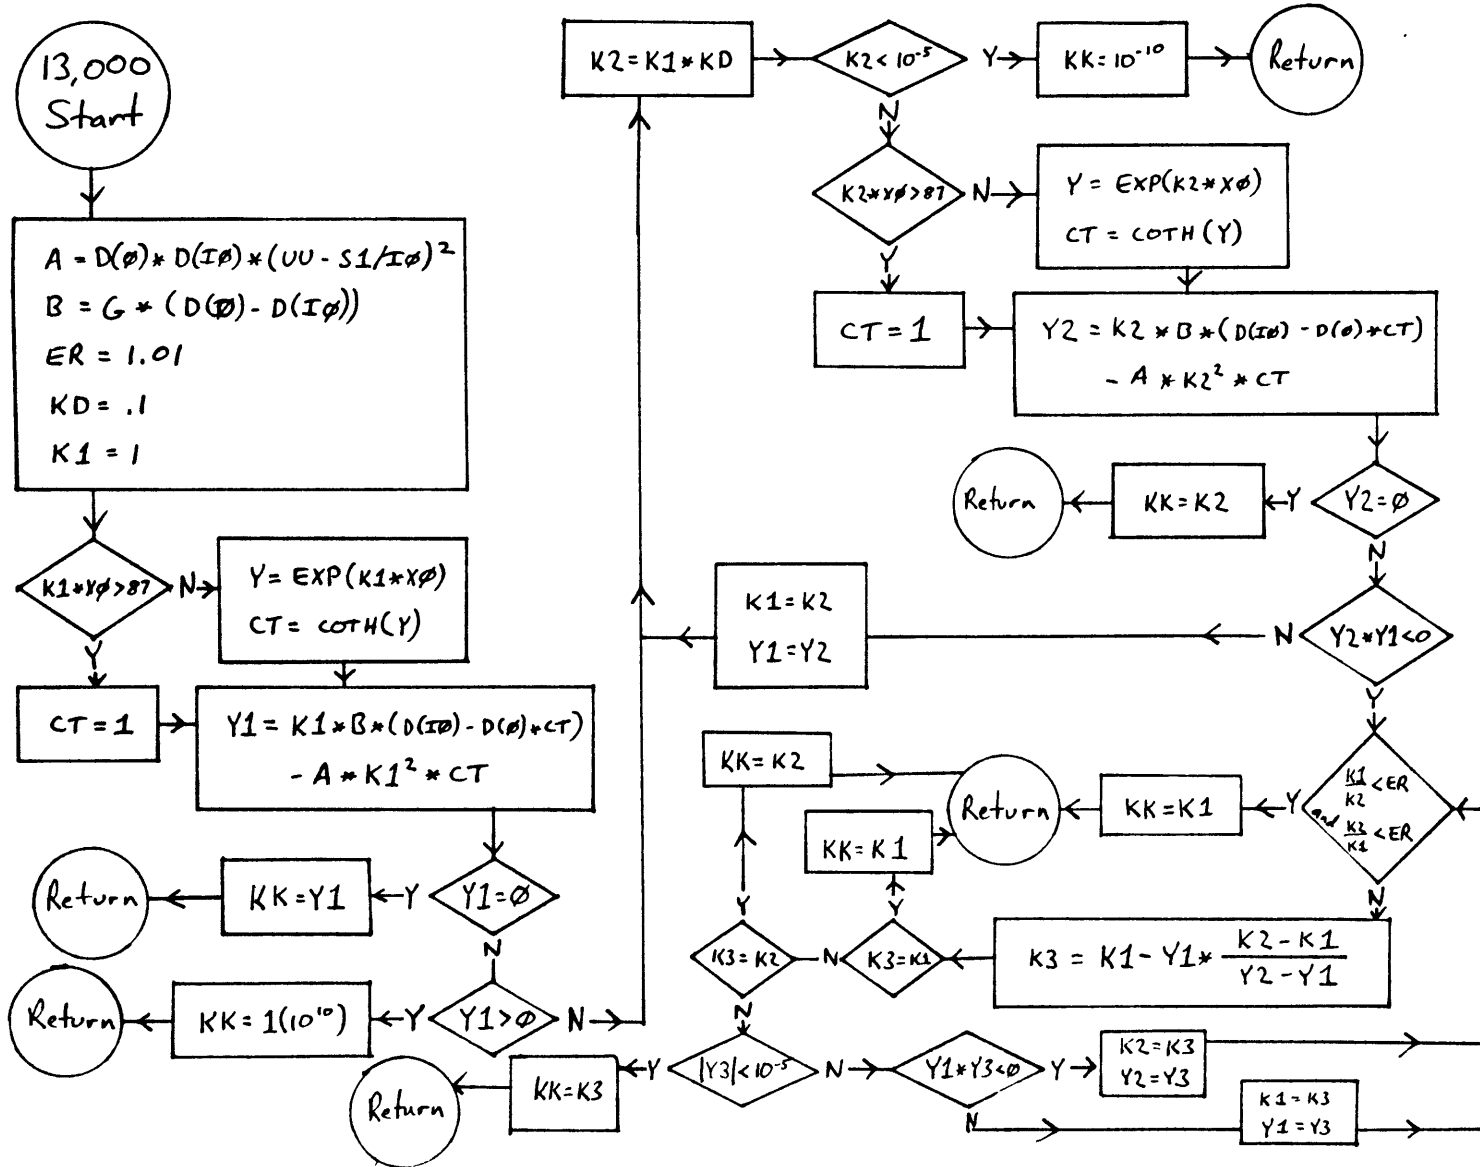 13,000
Start
A = D(ø)* D(Iø)*(UU - S1/Iø)²
B = G * (D(ø) - D(Iø))
ER = 1.01
KD = .1
K1 = 1
K1*Xø>87
N
Y = EXP(K1*Xø)
CT = COTH(Y)
Y
CT = 1
Y1 = K1*B*(D(Iø) - D(ø)*CT)
- A * K1² * CT
Y1=ø
Y
KK=Y1
Return
N
Y1>ø
Y
KK=1(10¹⁰)
Return
N
K2=K1*KD
K2<10⁻⁵
Y
KK=10⁻¹⁰
Return
N
K2*Xø>87
N
Y = EXP(K2*Xø)
CT = COTH(Y)
Y
CT=1
Y2 = K2 *B*(D(Iø) - D(ø)*CT)
- A * K2² * CT
Y2=ø
Y
KK=K2
Return
N
Y2*Y1<0
N
K1=K2
Y1=Y2
Y
K1/K2 <ER
and K2/K1 <ER
Y
KK=K1
Return
N
K3 = K1-Y1* (K2-K1)/(Y2-Y1)
K3=K1
Y
KK=K1
N
K3=K2
Y
KK=K2
N
|Y3|<10⁻⁵
Y
KK=K3
Return
N
Y1*Y3<ø
Y
K2=K3
Y2=Y3
N
K1=K3
Y1=Y3